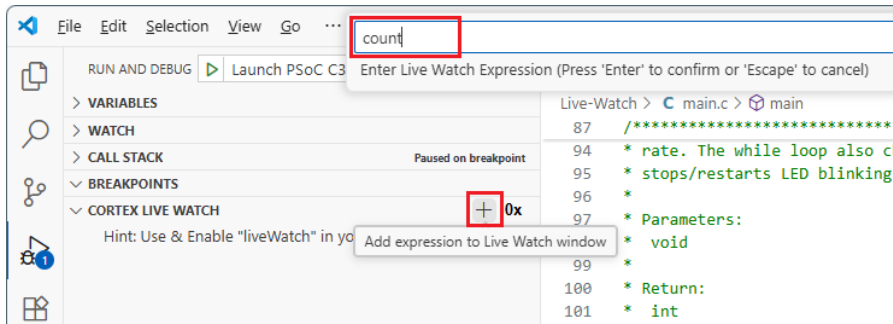 File Edit Selection View Go ···
count
Enter Live Watch Expression (Press 'Enter' to confirm or 'Escape' to cancel)
RUN AND DEBUG Launch PSoC C3
VARIABLES
WATCH
CALL STACK Paused on breakpoint
BREAKPOINTS
CORTEX LIVE WATCH 0x
Hint: Use & Enable "liveWatch" in
Add expression to Live Watch window
1
Live-Watch > C main.c > main
87 /*****************************
94 * rate. The while loop also
95 * stops/restarts LED blinking
96 *
97 * Parameters:
* void
99 *
100 * Return:
101 * int